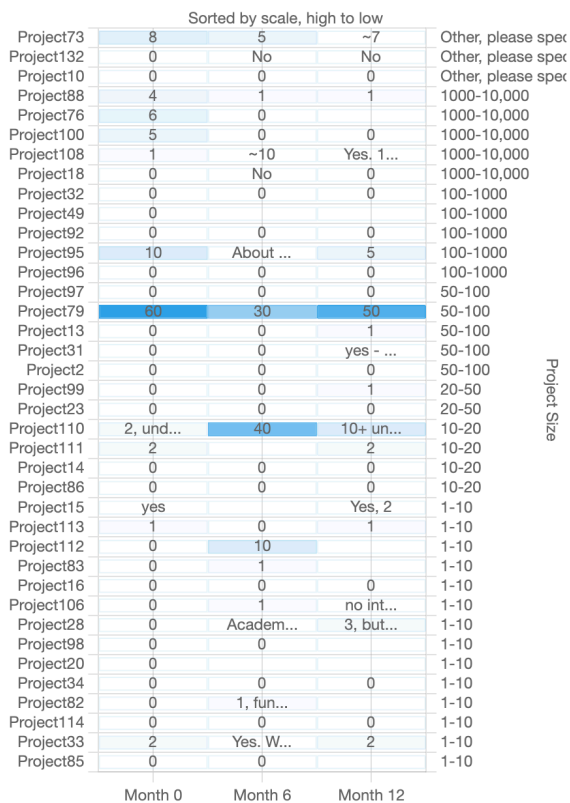 Sorted by scale, high to low
Project73 8 5 ~7 Other, please spec
Project132 0 No No Other, please spec
Project10 0 0 0 Other, please spec
Project88 4 1 1 1000-10,000
Project76 6 0 1000-10,000
Project100 5 0 0 1000-10,000
Project108 1 ~10 Yes. 1... 1000-10,000
Project18 0 No 0 1000-10,000
Project32 0 0 0 100-1000
Project49 0 100-1000
Project92 0 0 0 100-1000
Project95 10 About ... 5 100-1000
Project96 0 0 0 100-1000
Project97 0 0 0 50-100
Project79 60 30 50 50-100
Project13 0 0 1 50-100
Project31 0 0 yes - ... 50-100
Project2 0 0 0 50-100
Project99 0 0 1 20-50
Project23 0 0 0 20-50
Project110 2, und... 40 10+ un... 10-20
Project111 2 2 10-20
Project14 0 0 0 10-20
Project86 0 0 0 10-20
Project15 yes Yes, 2 1-10
Project113 1 0 1 1-10
Project112 0 10 1-10
Project83 0 1 1-10
Project16 0 0 0 1-10
Project106 0 1 no int... 1-10
Project28 0 Academ... 3, but... 1-10
Project98 0 0 1-10
Project20 0 1-10
Project34 0 0 0 1-10
Project82 0 1, fun... 1-10
Project114 0 0 0 1-10
Project33 2 Yes. W... 2 1-10
Project85 0 0 1-10
Month 0 Month 6 Month 12
Project Size